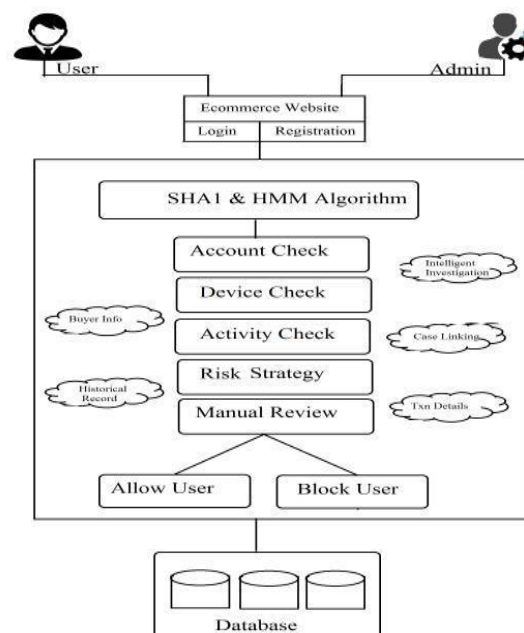 User
Admin
Ecommerce Website
Login
Registration
SHA1 & HMM Algorithm
Account Check
Intelligent
Investigation
Device Check
Buyer Info
Activity Check
Case Linking
Risk Strategy
Historical
Record
Manual Review
Txn Details
Allow User
Block User
Database